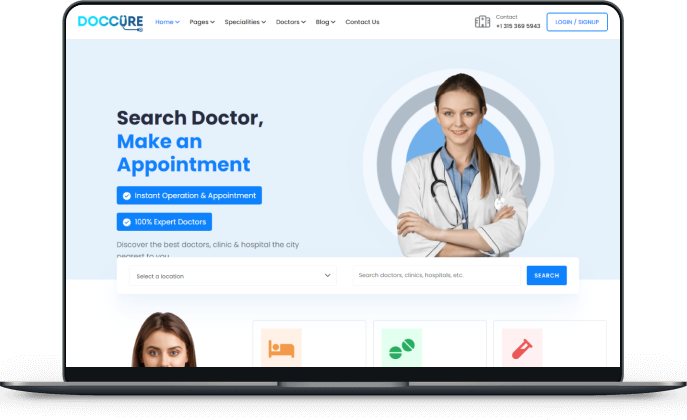 DOCCURE
Home Pages Specialities Doctors Blog Contact Us
Contact
+1 315 369 5943
LOGIN / SIGNUP
Search Doctor,
Make an
Appointment
Instant Operation & Appointment
100% Expert Doctors
Discover the best doctors, clinic & hospital the city
nearest to you
Select a location
Search doctors, clinics, hospitals, etc.
SEARCH